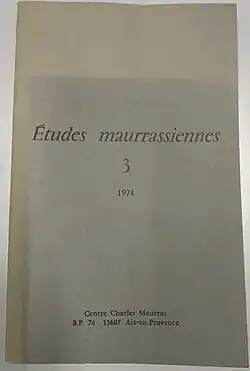 Études maurrassiennes
3
1974
Centre Charles Maurras
B.P. 76 13607 Aix-en-Provence